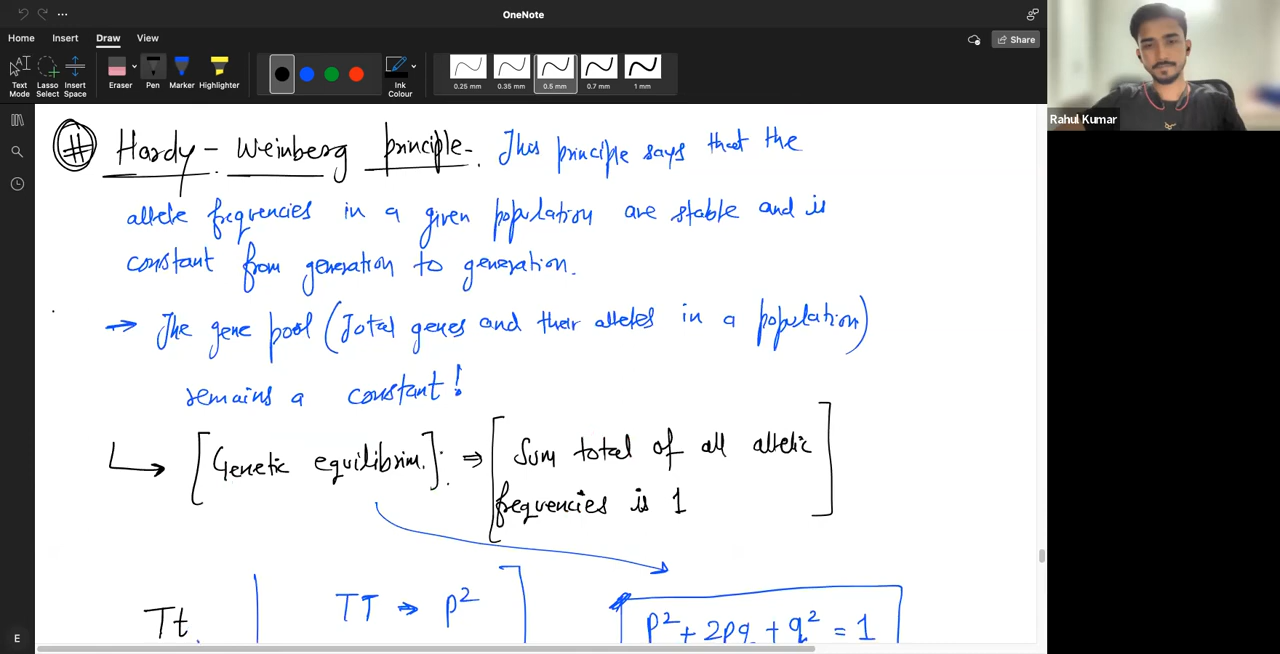 OneNote
Home Insert Draw View
Share
Text Mode
Lasso Select
Insert Space
Eraser
Pen
Marker
Highlighter
Ink Colour
0.25 mm
0.35 mm
0.5 mm
0.7 mm
1 mm
Rahul Kumar
# Hardy - Weinberg principle - This principle says that the
allele frequencies in a given population are stable and is
constant from generation to generation.
→ The gene pool (Total genes and their alleles in a population)
remains a constant!
↳ [Genetic equilibrim.]: ⇒ [Sum total of all allelic
frequencies is 1]
Tt. TT → p² p² + 2pq + q² = 1
E